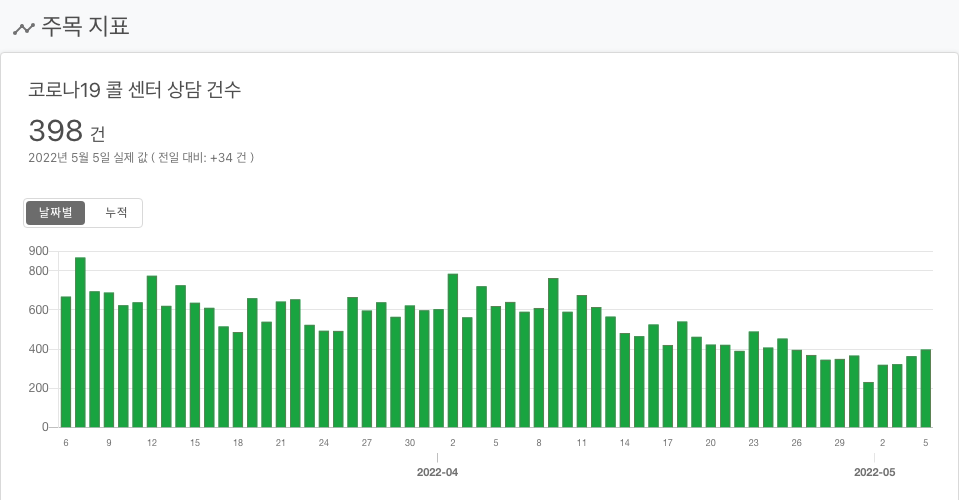 주목 지표
코로나19 콜 센터 상담 건수
398 건
2022년 5월 5일 실제 값 ( 전일 대비: +34 건 )
날짜별 누적
900
800
600
400
200
0
6 9 12 15 18 21 24 27 30 2 5 8 11 14 17 20 23 26 29 2 5
2022-04 2022-05